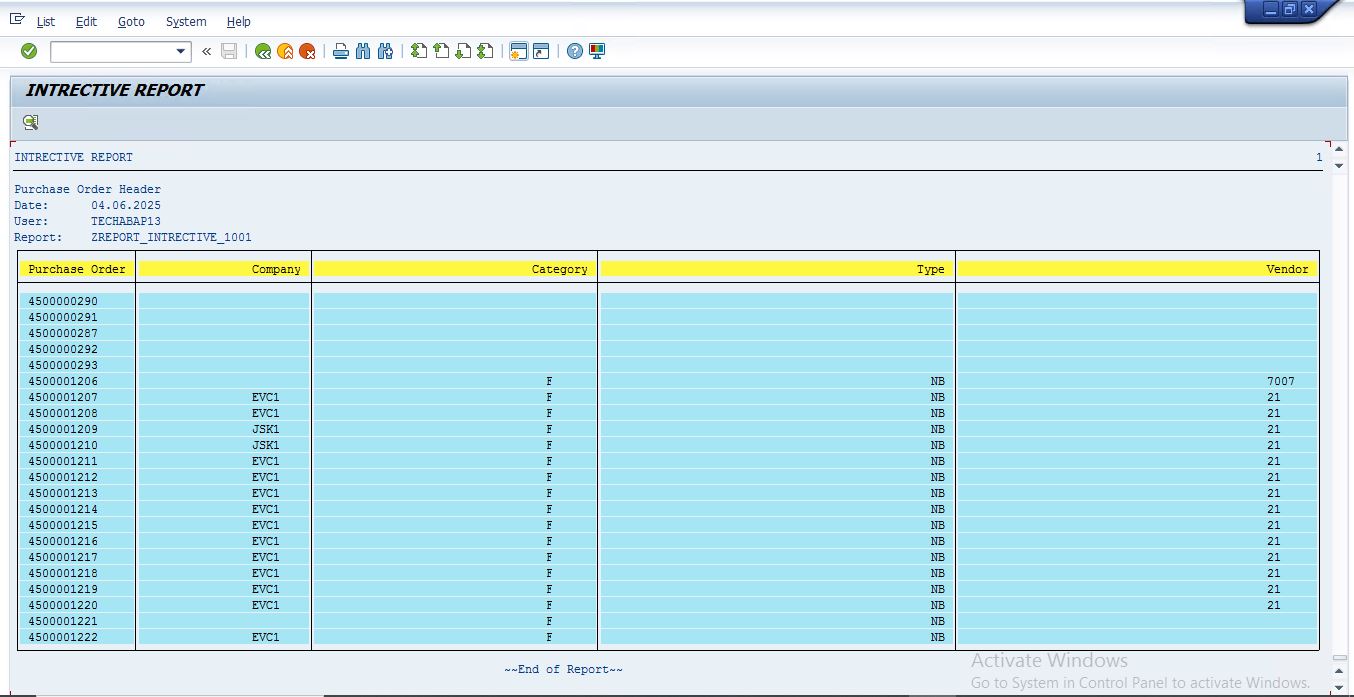 List Edit Goto System Help
INTRECTIVE REPORT
INTRECTIVE REPORT 1
Purchase Order Header
Date: 04.06.2025
User: TECHABAP13
Report: ZREPORT_INTRECTIVE_1001
Purchase Order Company Category Type Vendor
4500000290
4500000291
4500000287
4500000292
4500000293
4500001206 F NB 7007
4500001207 EVC1 F NB 21
4500001208 EVC1 F NB 21
4500001209 JSK1 F NB 21
4500001210 JSK1 F NB 21
4500001211 EVC1 F NB 21
4500001212 EVC1 F NB 21
4500001213 EVC1 F NB 21
4500001214 EVC1 F NB 21
4500001215 EVC1 F NB 21
4500001216 EVC1 F NB 21
4500001217 EVC1 F NB 21
4500001218 EVC1 F NB 21
4500001219 EVC1 F NB 21
4500001220 EVC1 F NB 21
4500001221 F NB
4500001222 EVC1 F NB
~~End of Report~~
Activate Windows
Go to System in Control Panel to activate Windows.